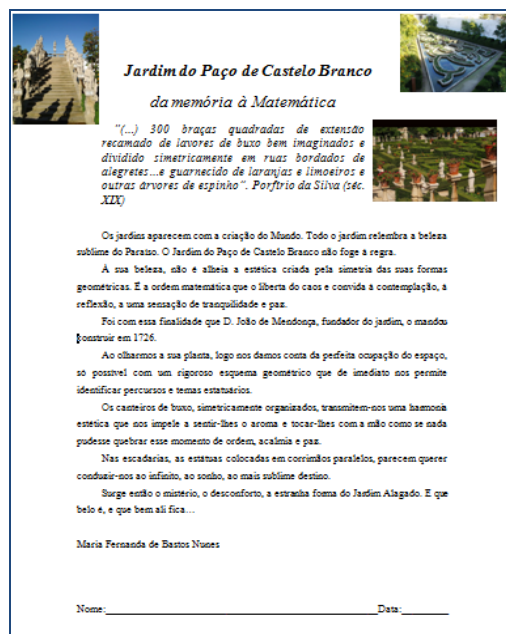 Jardim do Paço de Castelo Branco
da memória à Matemática
"(...) 300 braças quadradas de extensão
recamado de lavores de buxo bem imaginados e
dividido simetricamente em ruas bordados de
alegretes...e guarnecido de laranjas e limoeiros e
outras árvores de espinho". Porfírio da Silva (séc.
XIX)
Os jardins aparecem com a criação do Mundo. Todo o jardim relembra a beleza
sublime do Paraíso. O Jardim do Paço de Castelo Branco não foge à regra.
À sua beleza, não é alheia a estética criada pela simetria das suas formas
geométricas. É a ordem matemática que o liberta do caos e convida à contemplação, à
reflexão, a uma sensação de tranquilidade e paz.
Foi com essa finalidade que D. João de Mendonça, fundador do jardim, o mandou
construir em 1726.
Ao olharmos a sua planta, logo nos damos conta da perfeita ocupação do espaço,
só possível com um rigoroso esquema geométrico que de imediato nos permite
identificar percursos e temas estatuários.
Os canteiros de buxo, simetricamente organizados, transmitem-nos uma harmonia
estética que nos impele a sentir-lhes o aroma e tocar-lhes com a mão como se nada
pudesse quebrar esse momento de ordem, acalmia e paz.
Nas escadarias, as estátuas colocadas em corrimãos paralelos, parecem querer
conduzir-nos ao infinito, ao sonho, ao mais sublime destino.
Surge então o mistério, o desconforto, a estranha forma do Jardim Alagado. E que
belo é, e que bem ali fica…
Maria Fernanda de Bastos Nunes
Nome:____________________Data:________